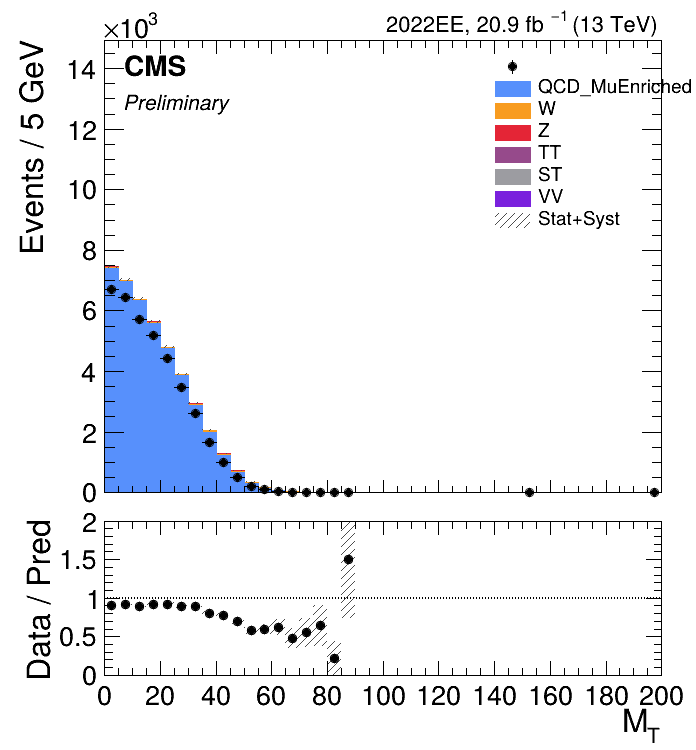 ×10³
2022EE, 20.9 fb ⁻¹ (13 TeV)
CMS
Preliminary
QCD_MuEnriched
W
Z
TT
ST
VV
Stat+Syst
Events / 5 GeV
14
12
10
8
6
4
2
0
Data / Pred
2
1.5
1
0.5
0
0 20 40 60 80 100 120 140 160 180 200
M_T